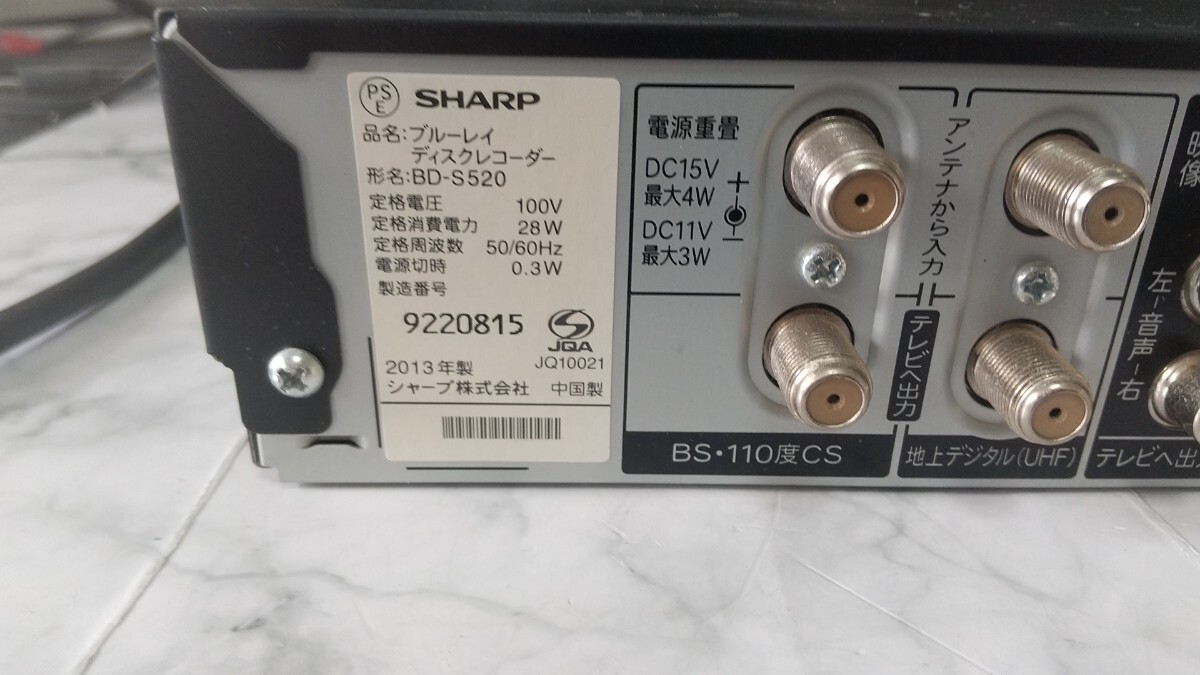 PS
E
SHARP
品名:ブルーレイ
ディスクレコーダー
形名:BD-S520
定格電圧 100V
定格消費電力 28W
定格周波数 50/60Hz
電源切時 0.3W
製造番号
9220815
JQA
JQ10021
2013年製
シャープ株式会社 中国製
電源重畳
DC15V
最大4W
DC11V
最大3W
+
-
アンテナから入力
テレビへ出力
BS・110度CS
地上デジタル(UHF)
映像
左-音声-右
テレビへ出